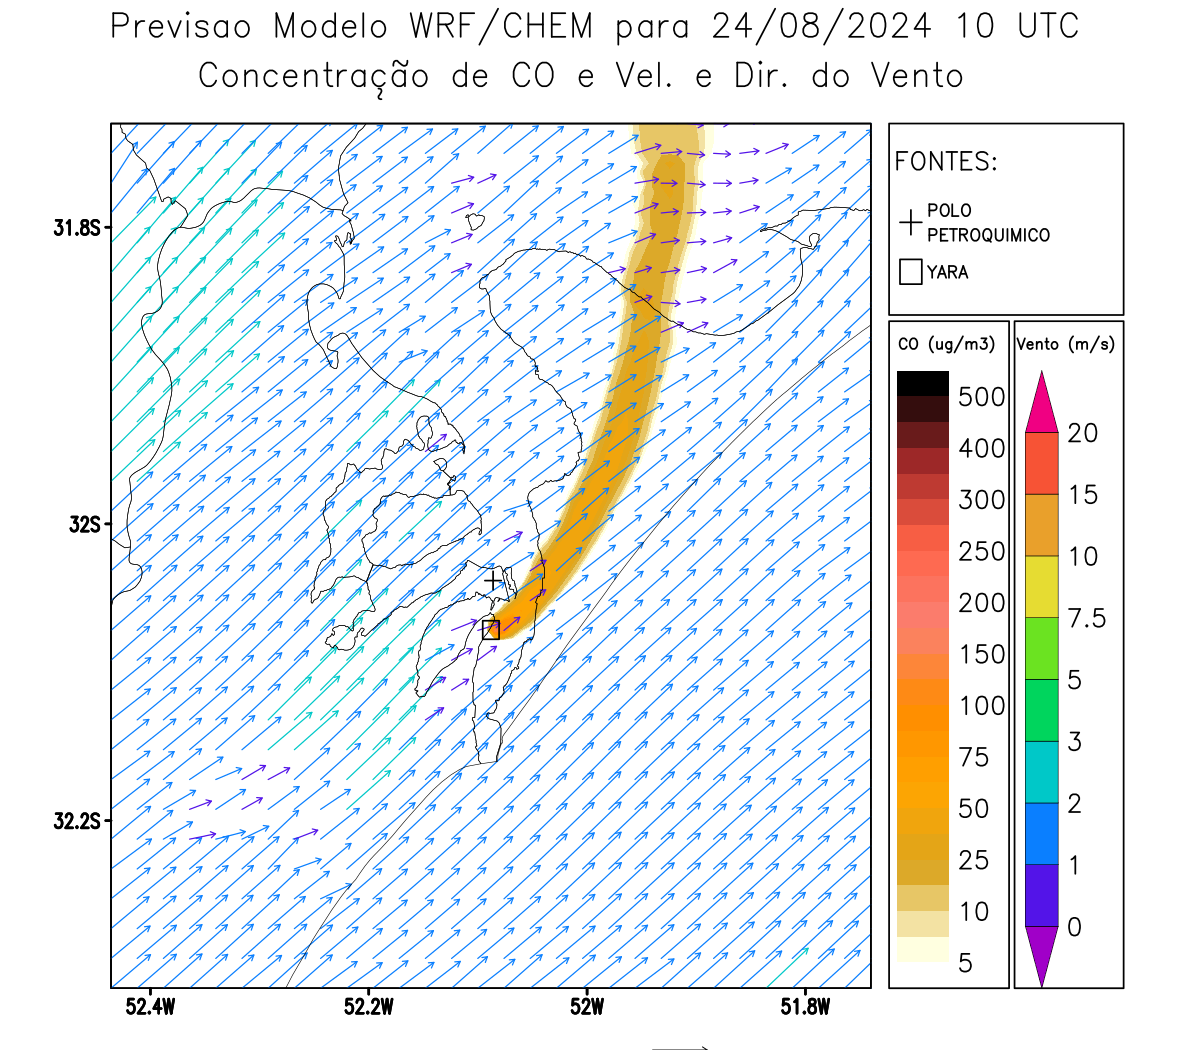 Previsao Modelo WRF/CHEM para 24/08/2024 10 UTC
Concentração de CO e Vel. e Dir. do Vento
FONTES:
POLO
PETROQUIMICO
YARA
CO (ug/m3)
500
400
300
250
200
150
100
75
50
25
10
5
Vento (m/s)
20
15
10
7.5
5
3
2
1
0
31.8S
32S
32.2S
52.4W
52.2W
52W
51.8W